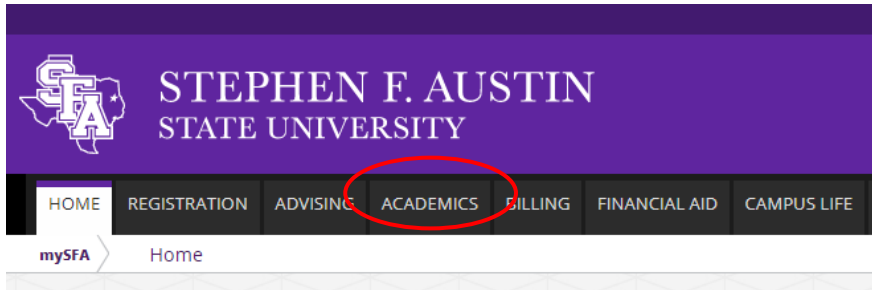 SFA
STEPHEN F. AUSTIN
STATE UNIVERSITY
HOME REGISTRATION ADVISING ACADEMICS BILLING FINANCIAL AID CAMPUS LIFE
mySFA Home